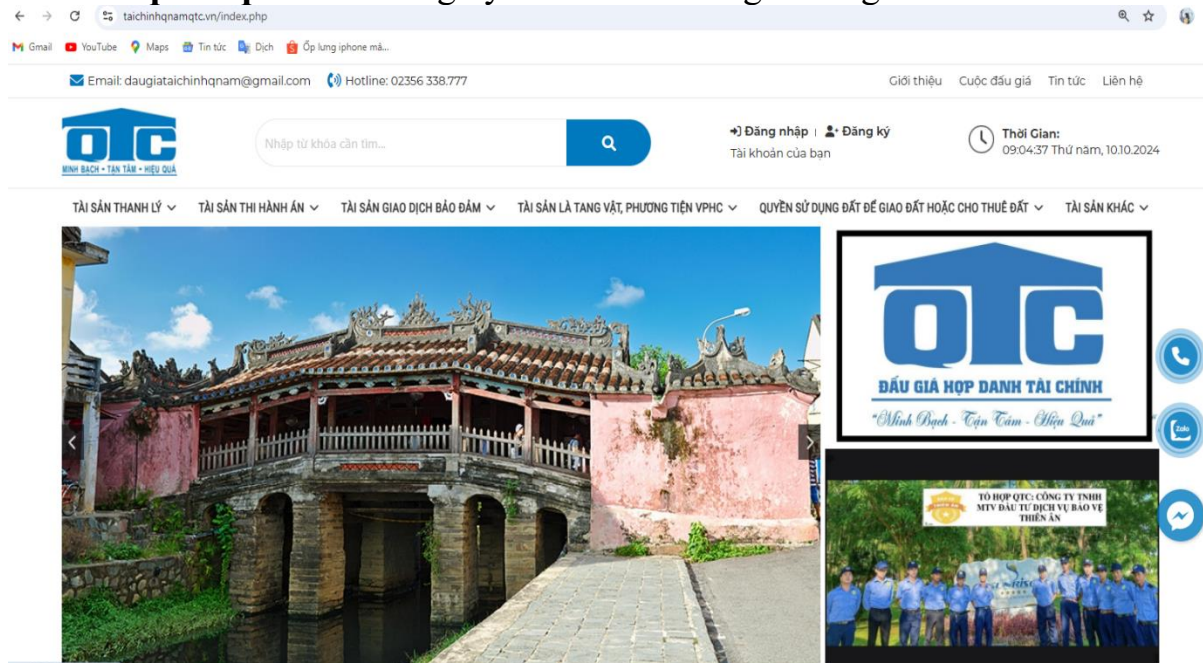 taichinhqnamqtc.vn/index.php
Gmail YouTube Maps Tin tức Dịch Ốp lưng iphone mà...
Email: daugiataichinhqnam@gmail.com Hotline: 02356 338.777 Giới thiệu Cuộc đấu giá Tin tức Liên hệ
QTC
MINH BẠCH • TẬN TÂM • HIỆU QUẢ
Nhập từ khóa cần tìm...
Đăng nhập | Đăng ký
Tài khoản của bạn
Thời Gian:
09:04:37 Thứ năm, 10.10.2024
TÀI SẢN THANH LÝ TÀI SẢN THI HÀNH ÁN TÀI SẢN GIAO DỊCH BẢO ĐẢM TÀI SẢN LÀ TANG VẬT, PHƯƠNG TIỆN VPHC QUYỀN SỬ DỤNG ĐẤT ĐỂ GIAO ĐẤT HOẶC CHO THUÊ ĐẤT TÀI SẢN KHÁC
QTC
ĐẤU GIÁ HỢP DANH TÀI CHÍNH
"Minh Bạch - Tận Tâm - Hiệu Quả"
Zalo
TỔ HỢP QTC: CÔNG TY TNHH
MTV ĐẦU TƯ DỊCH VỤ BẢO VỆ
THIÊN ÂN